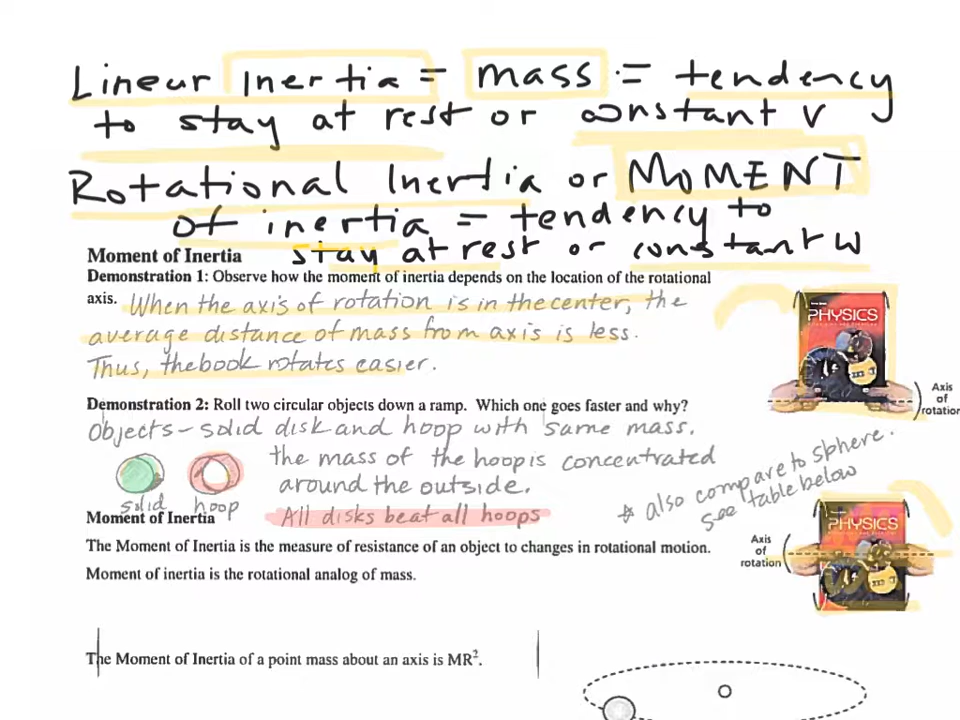 Linear Inertia = mass := tendency
to stay at rest or constant v
Rotational Inertia or MOMENT
of inertia = tendency to
stay at rest or constant ω
Moment of Inertia
Demonstration 1: Observe how the moment of inertia depends on the location of the rotational
axis. When the axis of rotation is in the center, the
average distance of mass from axis is less.
Thus, the book rotates easier.
PHYSICS
Axis
of
rotation
Demonstration 2: Roll two circular objects down a ramp. Which one goes faster and why?
Objects - solid disk and hoop with same mass.
the mass of the hoop is concentrated
around the outside.
solid hoop
* also compare to sphere.
see table below
Moment of Inertia
All disks beat all hoops
PHYSICS
Axis
of
rotation
The Moment of Inertia is the measure of resistance of an object to changes in rotational motion.
Moment of inertia is the rotational analog of mass.
The Moment of Inertia of a point mass about an axis is MR².